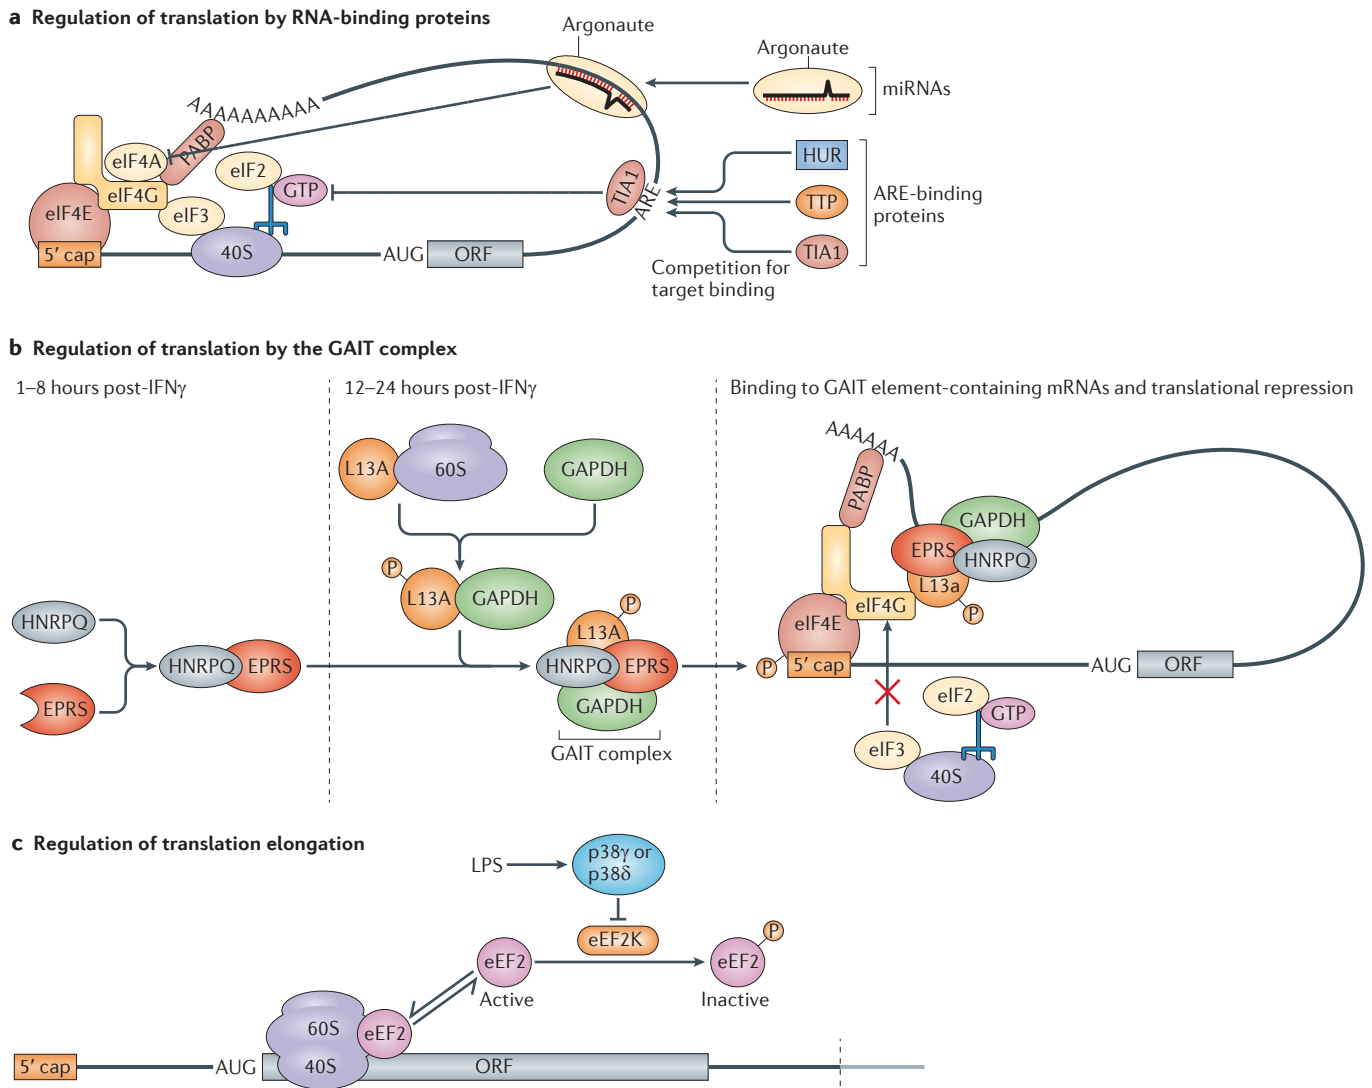 a Regulation of translation by RNA-binding proteins
Argonaute
Argonaute
miRNAs
AAAAAAAAAA
PABP
eIF4A
eIF4G
eIF4E
eIF2
GTP
eIF3
5′ cap
40S
AUG
ORF
TIA1
ARE
HUR
TTP
TIA1
ARE-binding
proteins
Competition for
target binding
b Regulation of translation by the GAIT complex
1–8 hours post-IFNγ
12–24 hours post-IFNγ
Binding to GAIT element-containing mRNAs and translational repression
HNRPQ
EPRS
HNRPQ
EPRS
L13A
60S
GAPDH
P
L13A
GAPDH
P
L13A
HNRPQ
EPRS
GAPDH
GAIT complex
AAAAAA
PABP
GAPDH
EPRS
HNRPQ
L13a
P
eIF4G
eIF4E
P
5′ cap
AUG
ORF
eIF2
GTP
eIF3
40S
c Regulation of translation elongation
LPS
p38γ or
p38δ
eEF2K
eEF2
Active
P
eEF2
Inactive
60S
eEF2
40S
5′ cap
AUG
ORF